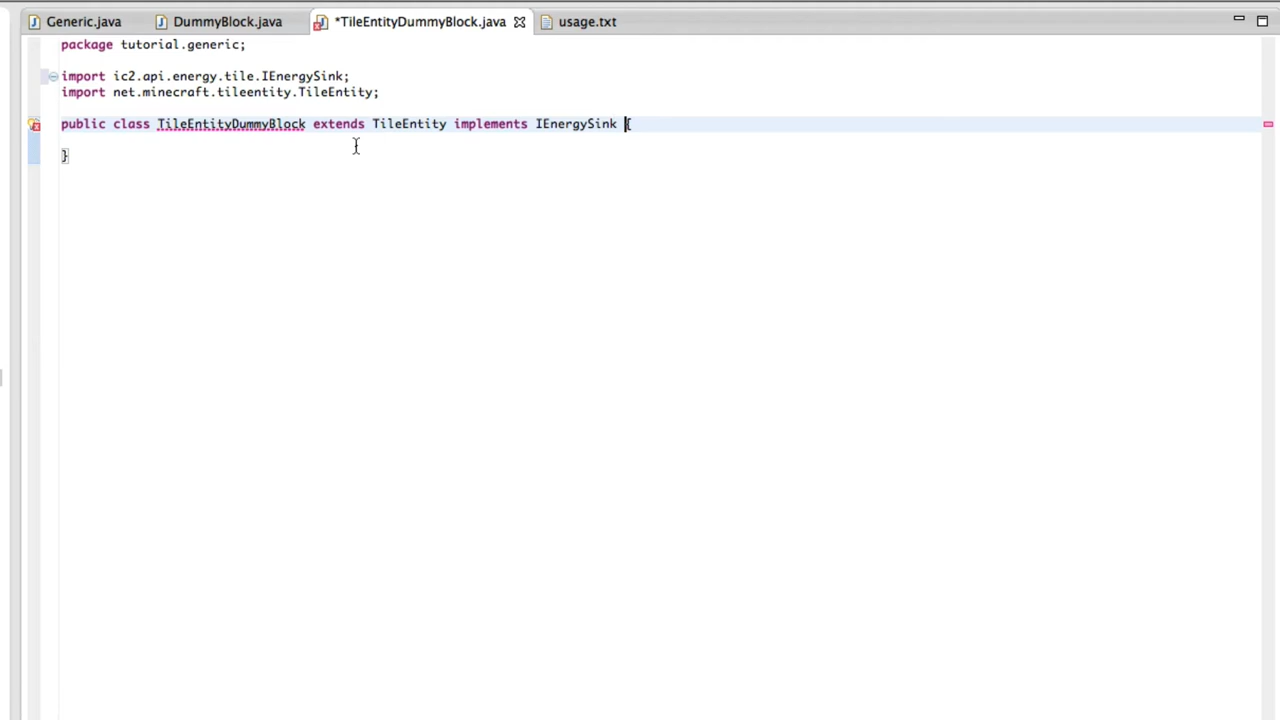 Generic.java DummyBlock.java *TileEntityDummyBlock.java usage.txt
package tutorial.generic;
import ic2.api.energy.tile.IEnergySink;
import net.minecraft.tileentity.TileEntity;
public class TileEntityDummyBlock extends TileEntity implements IEnergySink {
}